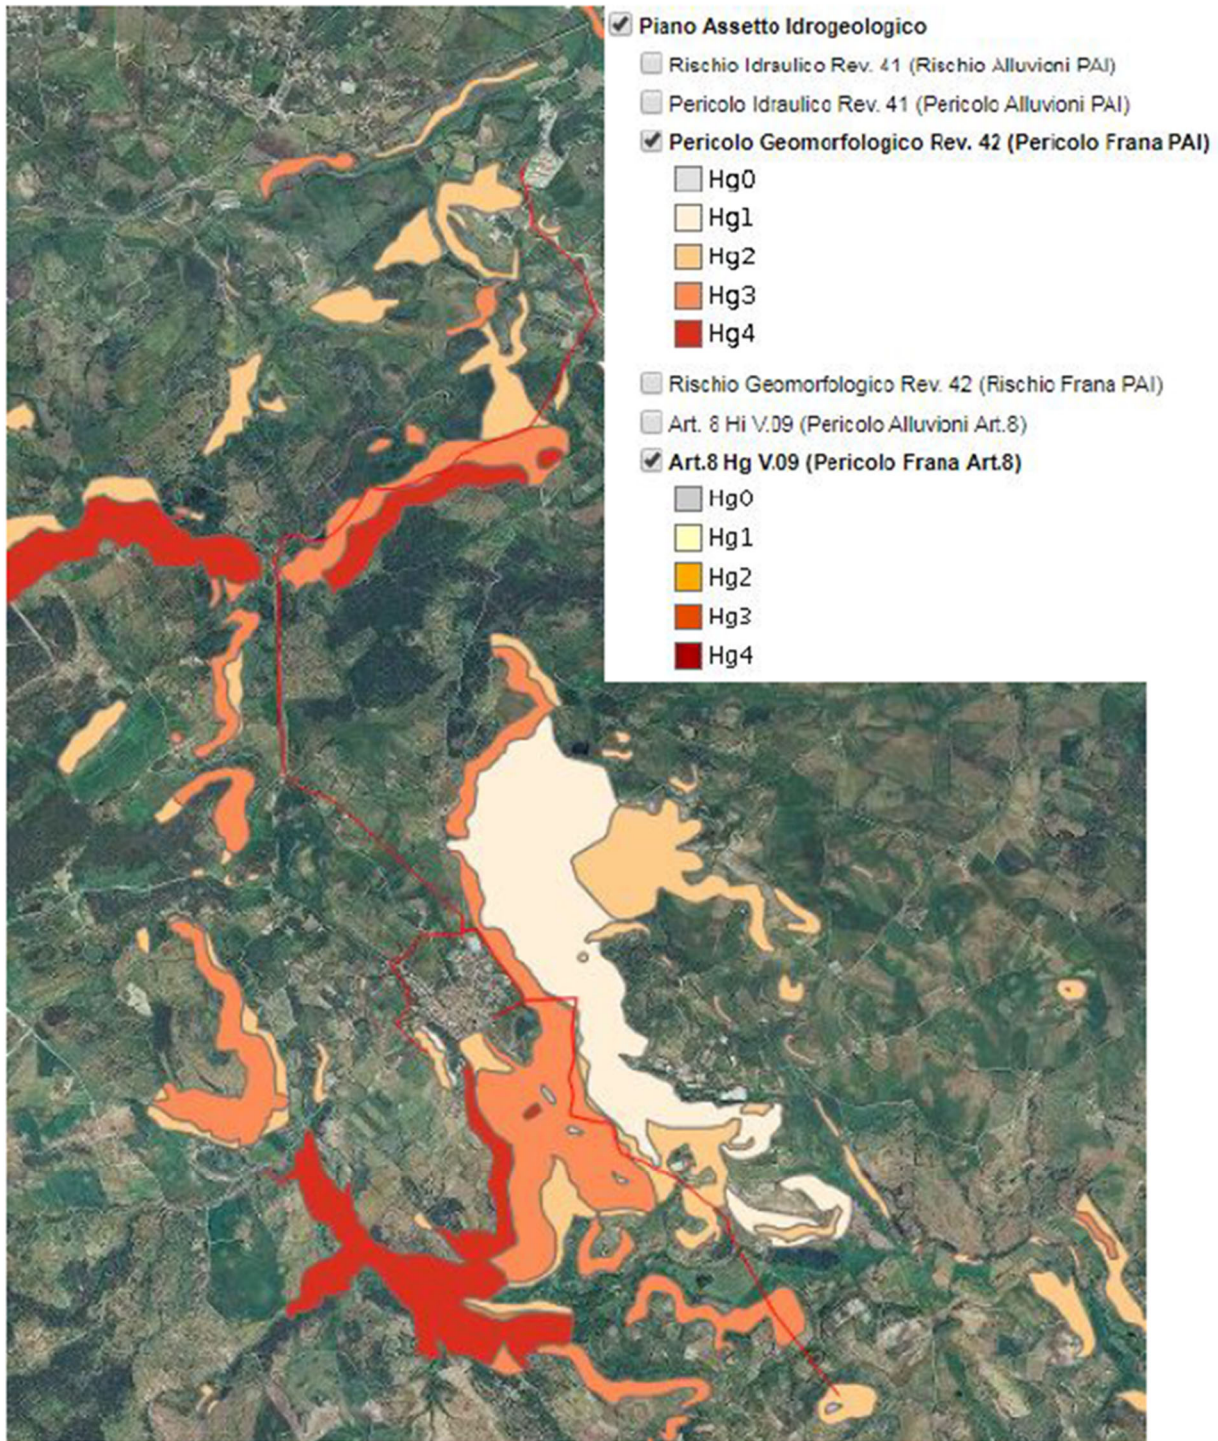 Piano Assetto Idrogeologico
Rischio Idraulico Rev. 41 (Rischio Alluvioni PAI)
Pericolo Idraulico Rev. 41 (Pericolo Alluvioni PAI)
Pericolo Geomorfologico Rev. 42 (Pericolo Frana PAI)
Hg0
Hg1
Hg2
Hg3
Hg4
Rischio Geomorfologico Rev. 42 (Rischio Frana PAI)
Art. 8 Hi V.09 (Pericolo Alluvioni Art.8)
Art.8 Hg V.09 (Pericolo Frana Art.8)
Hg0
Hg1
Hg2
Hg3
Hg4